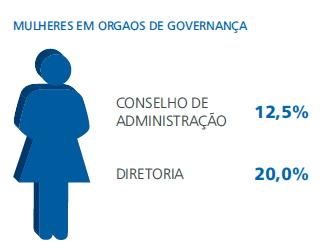 MULHERES EM ORGAOS DE GOVERNANÇA
CONSELHO DE
ADMINISTRAÇÃO
12,5%
DIRETORIA
20,0%